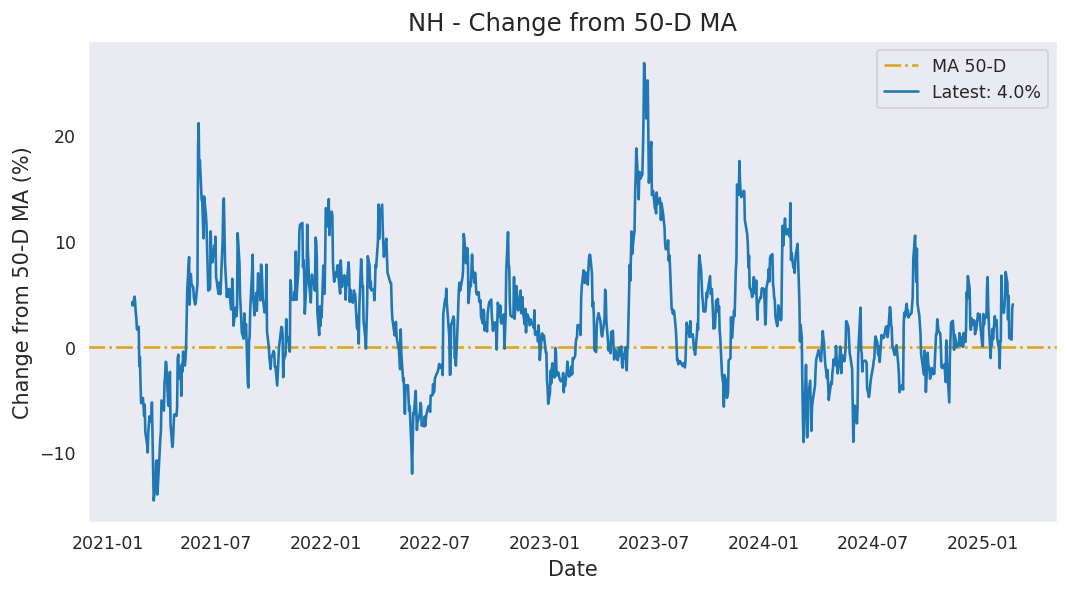 NH - Change from 50-D MA
MA 50-D
Latest: 4.0%
Change from 50-D MA (%)
20
10
0
−10
2021-01
2021-07
2022-01
2022-07
2023-01
2023-07
2024-01
2024-07
2025-01
Date